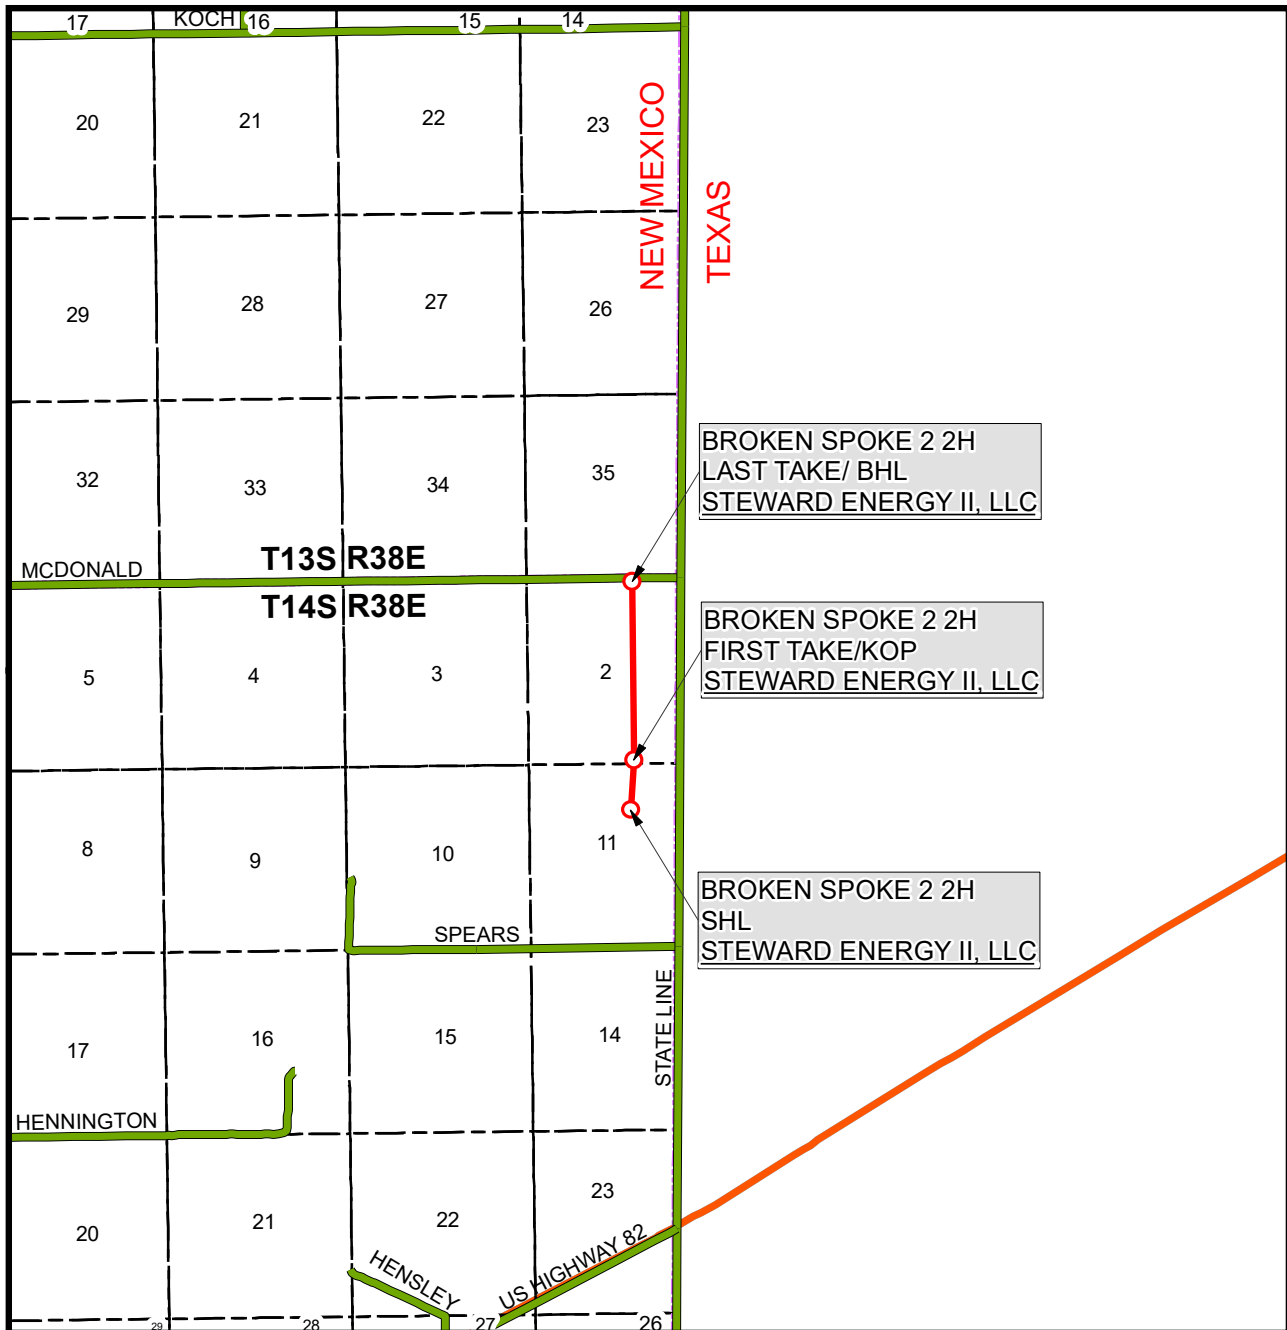 KOCH
17
16
15
14
20
21
22
23
NEW MEXICO
TEXAS
29
28
27
26
32
33
34
35
BROKEN SPOKE 2 2H
LAST TAKE/ BHL
STEWARD ENERGY II, LLC
MCDONALD
T13S R38E
T14S R38E
5
4
3
2
BROKEN SPOKE 2 2H
FIRST TAKE/KOP
STEWARD ENERGY II, LLC
8
9
10
11
BROKEN SPOKE 2 2H
SHL
STEWARD ENERGY II, LLC
SPEARS
STATE LINE
17
16
15
14
HENNINGTON
20
21
22
23
HENSLEY
US HIGHWAY 82
29
28
27
26